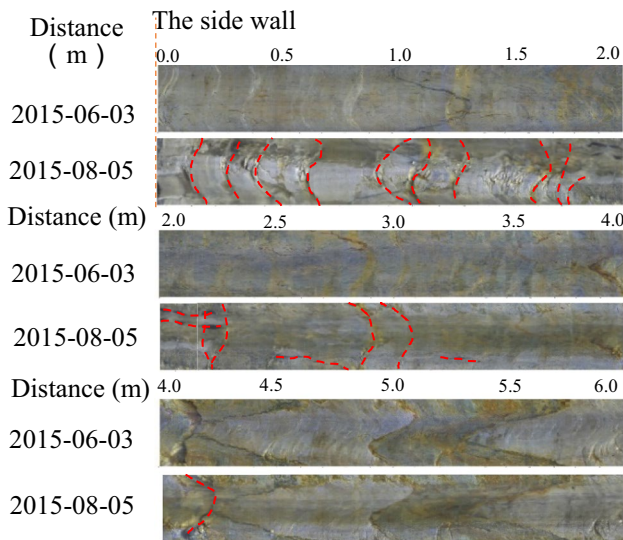 Distance
The side wall
( m )
0.0 0.5 1.0 1.5 2.0
2015-06-03
2015-08-05
Distance (m)
2.0 2.5 3.0 3.5 4.0
2015-06-03
2015-08-05
Distance (m)
4.0 4.5 5.0 5.5 6.0
2015-06-03
2015-08-05